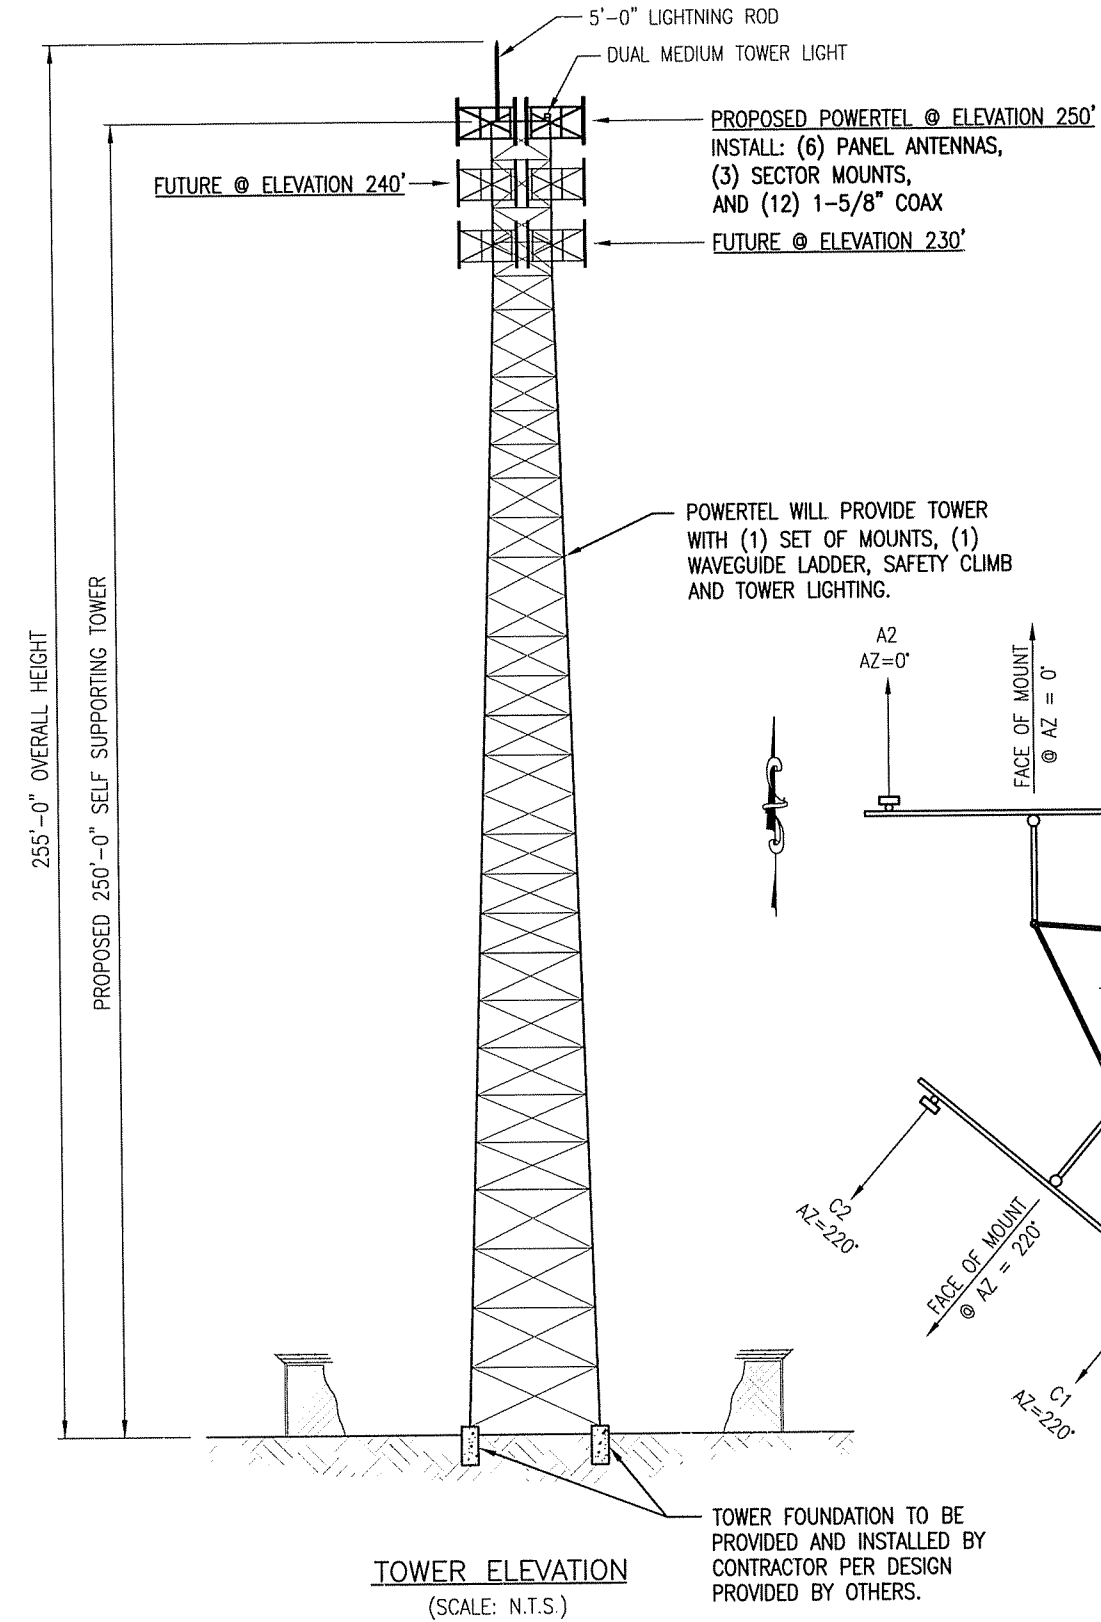 5'-0" LIGHTNING ROD
DUAL MEDIUM TOWER LIGHT
PROPOSED POWERTEL @ ELEVATION 250'
INSTALL: (6) PANEL ANTENNAS,
(3) SECTOR MOUNTS,
AND (12) 1-5/8" COAX
FUTURE @ ELEVATION 240'
FUTURE @ ELEVATION 230'
255'-0" OVERALL HEIGHT
PROPOSED 250'-0" SELF SUPPORTING TOWER
POWERTEL WILL PROVIDE TOWER
WITH (1) SET OF MOUNTS, (1)
WAVEGUIDE LADDER, SAFETY CLIMB
AND TOWER LIGHTING.
A2
AZ=0°
FACE OF MOUNT
@ AZ = 0°
C2
AZ=220°
FACE OF MOUNT
@ AZ = 220°
C1
AZ=220°
TOWER FOUNDATION TO BE
PROVIDED AND INSTALLED BY
CONTRACTOR PER DESIGN
PROVIDED BY OTHERS.
TOWER ELEVATION
(SCALE: N.T.S.)